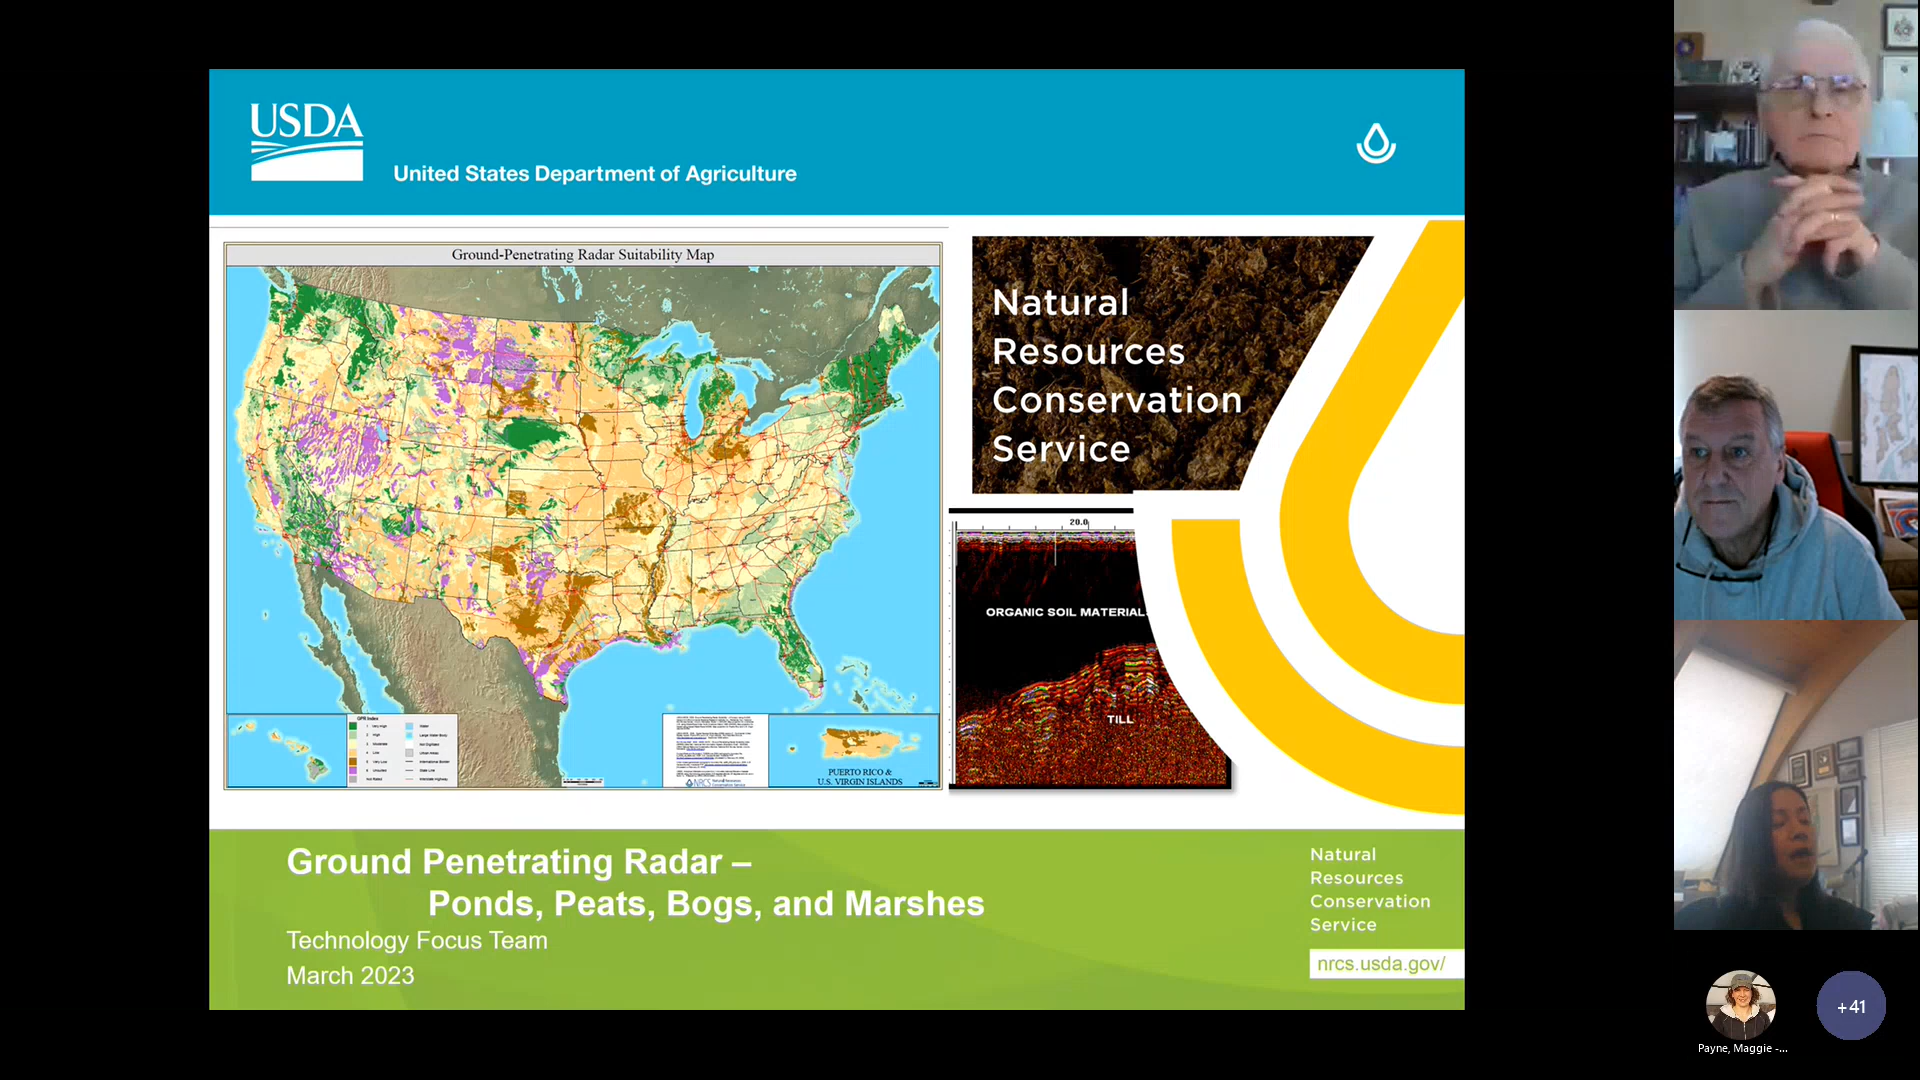 USDA
United States Department of Agriculture
Ground-Penetrating Radar Suitability Map
PUERTO RICO &
U.S. VIRGIN ISLANDS
Natural
Resources
Conservation
Service
20.0
ORGANIC SOIL MATERIAL
TILL
Ground Penetrating Radar –
Ponds, Peats, Bogs, and Marshes
Technology Focus Team
March 2023
Natural
Resources
Conservation
Service
nrcs.usda.gov/
Payne, Maggie -...
+41